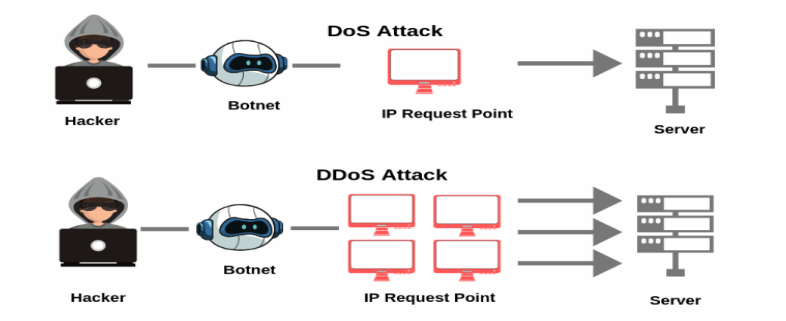 DoS Attack
Hacker
Botnet
IP Request Point
Server
DDoS Attack
Hacker
Botnet
IP Request Point
Server